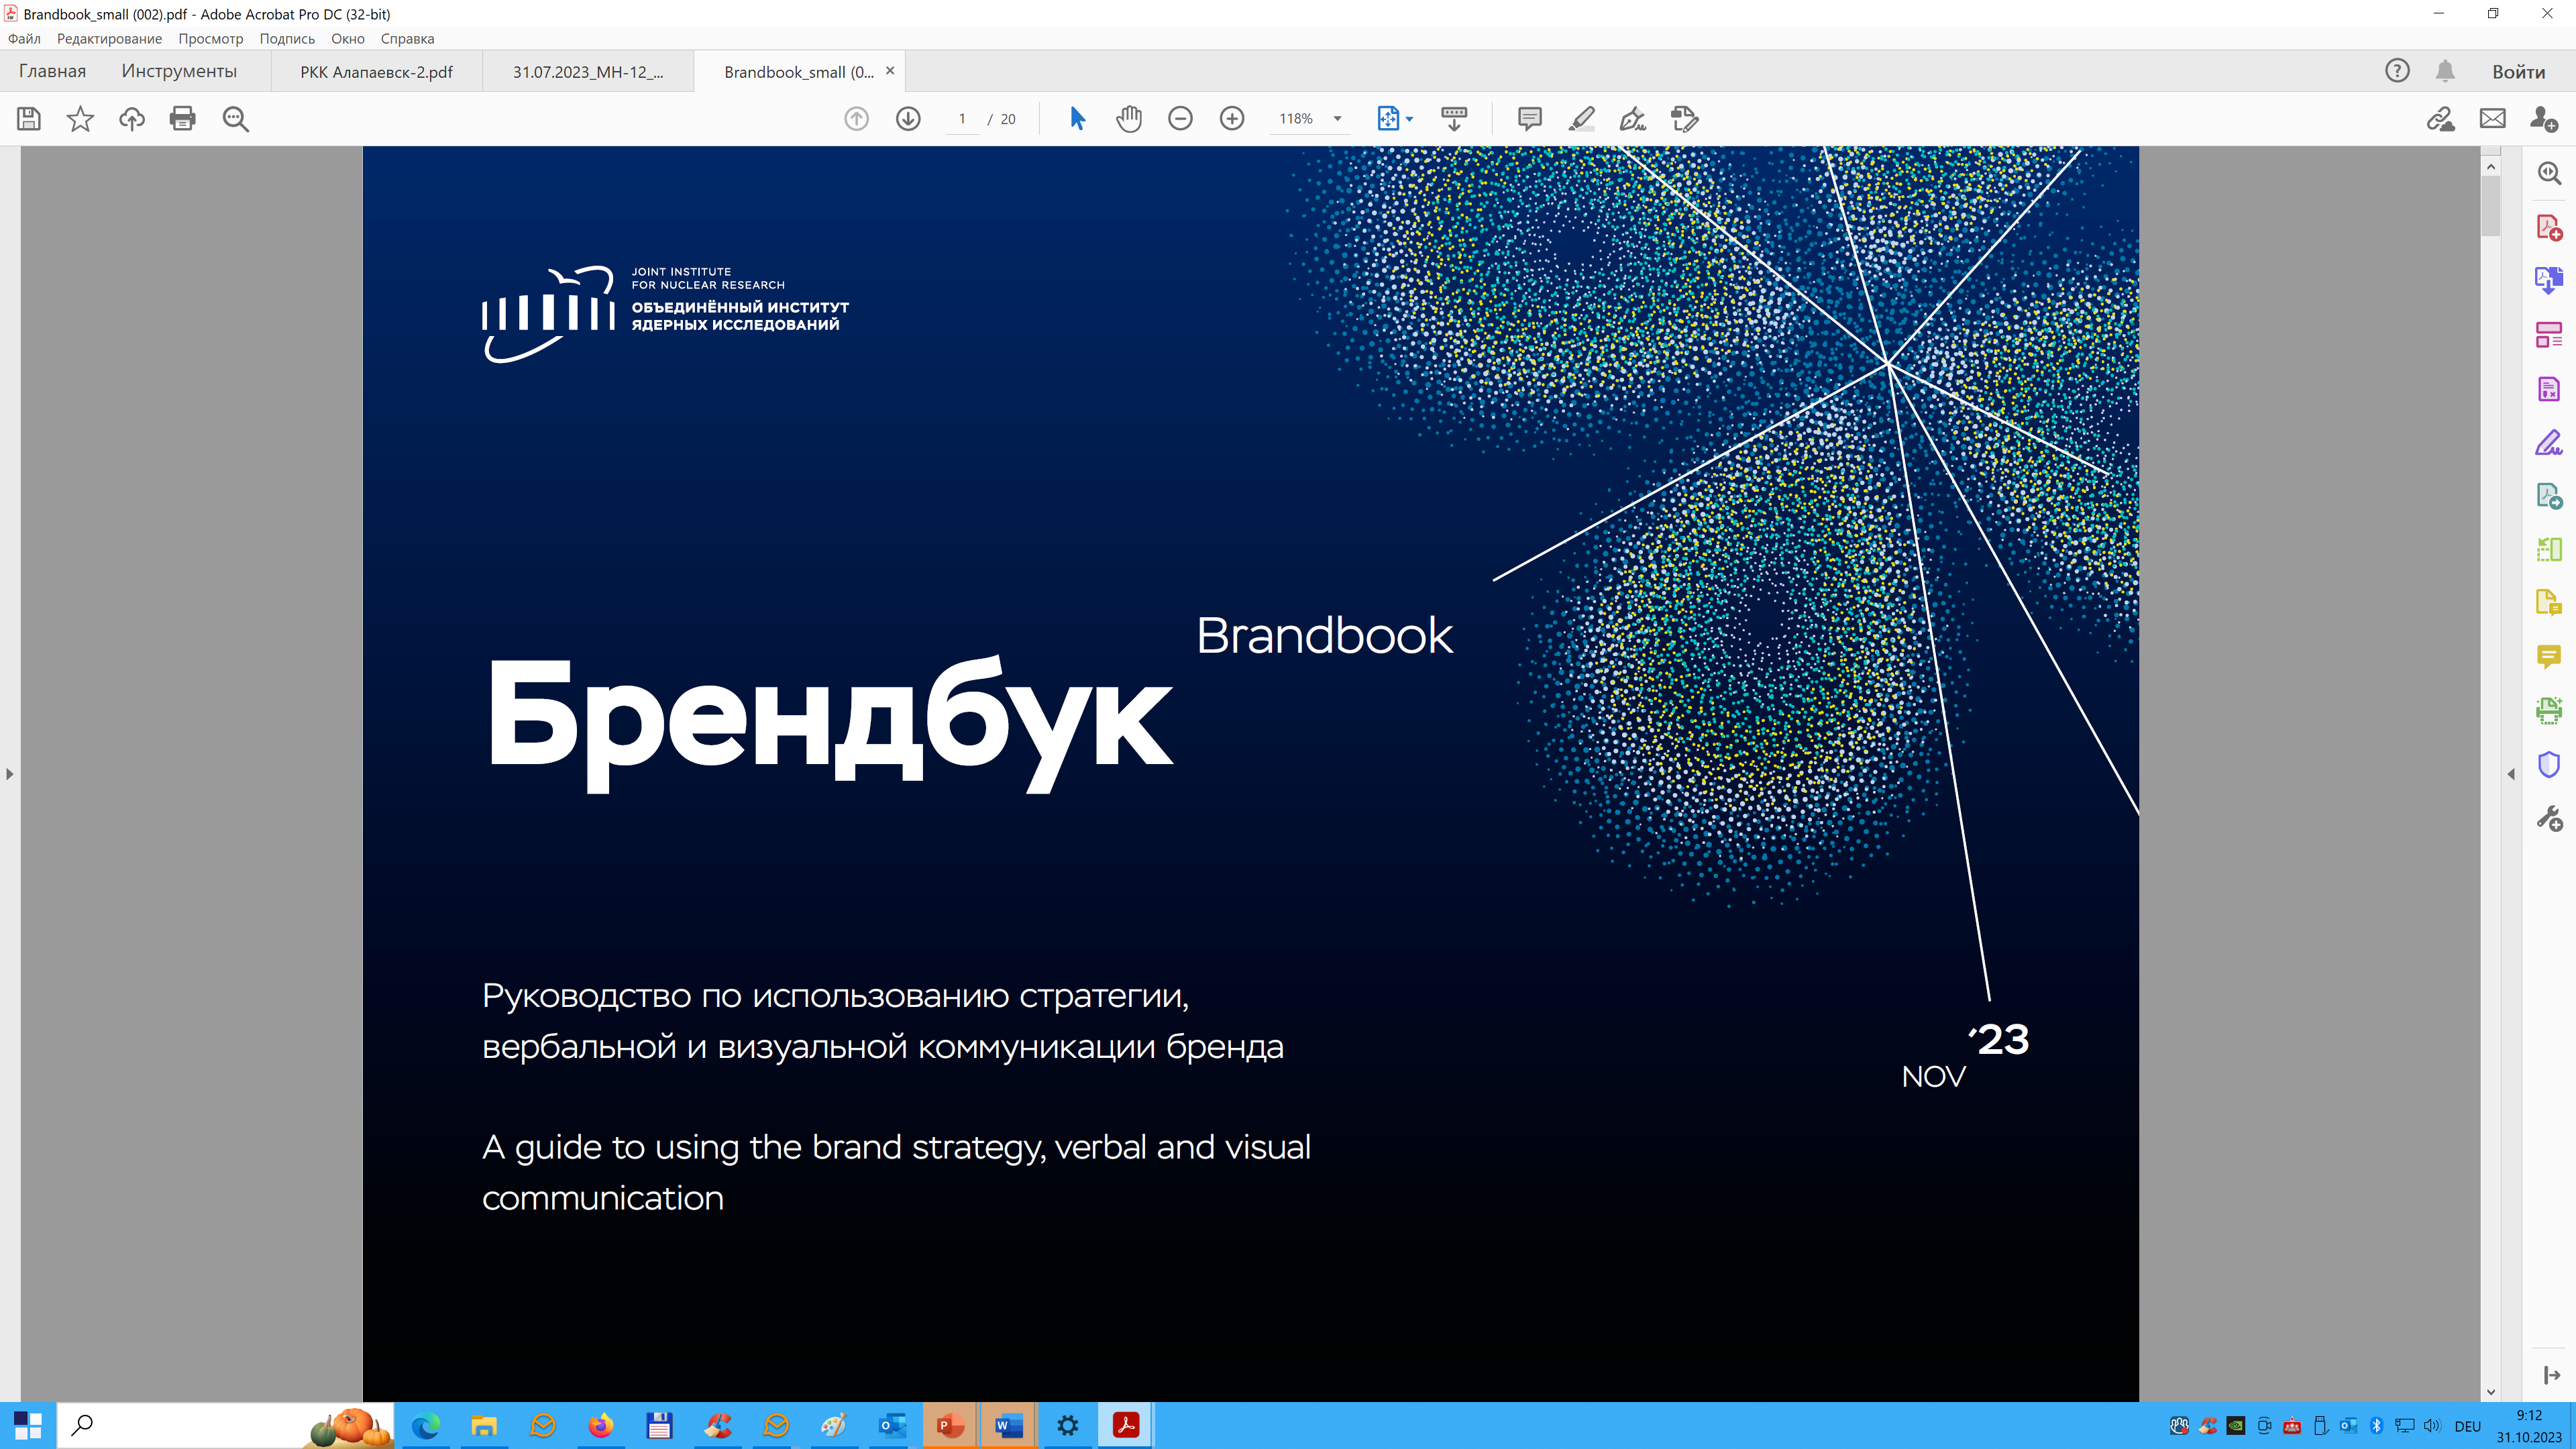 Brandbook_small (002).pdf - Adobe Acrobat Pro DC (32-bit)
Файл Редактирование Просмотр Подпись Окно Справка
Главная Инструменты РКК Алапаевск-2.pdf 31.07.2023_МН-12_... Brandbook_small (0... Войти
1 / 20 118%
JOINT INSTITUTE
FOR NUCLEAR RESEARCH
ОБЪЕДИНЁННЫЙ ИНСТИТУТ
ЯДЕРНЫХ ИССЛЕДОВАНИЙ
Brandbook
Брендбук
Руководство по использованию стратегии,
вербальной и визуальной коммуникации бренда
’23
NOV
A guide to using the brand strategy, verbal and visual
communication
DEU
9:12
31.10.2023